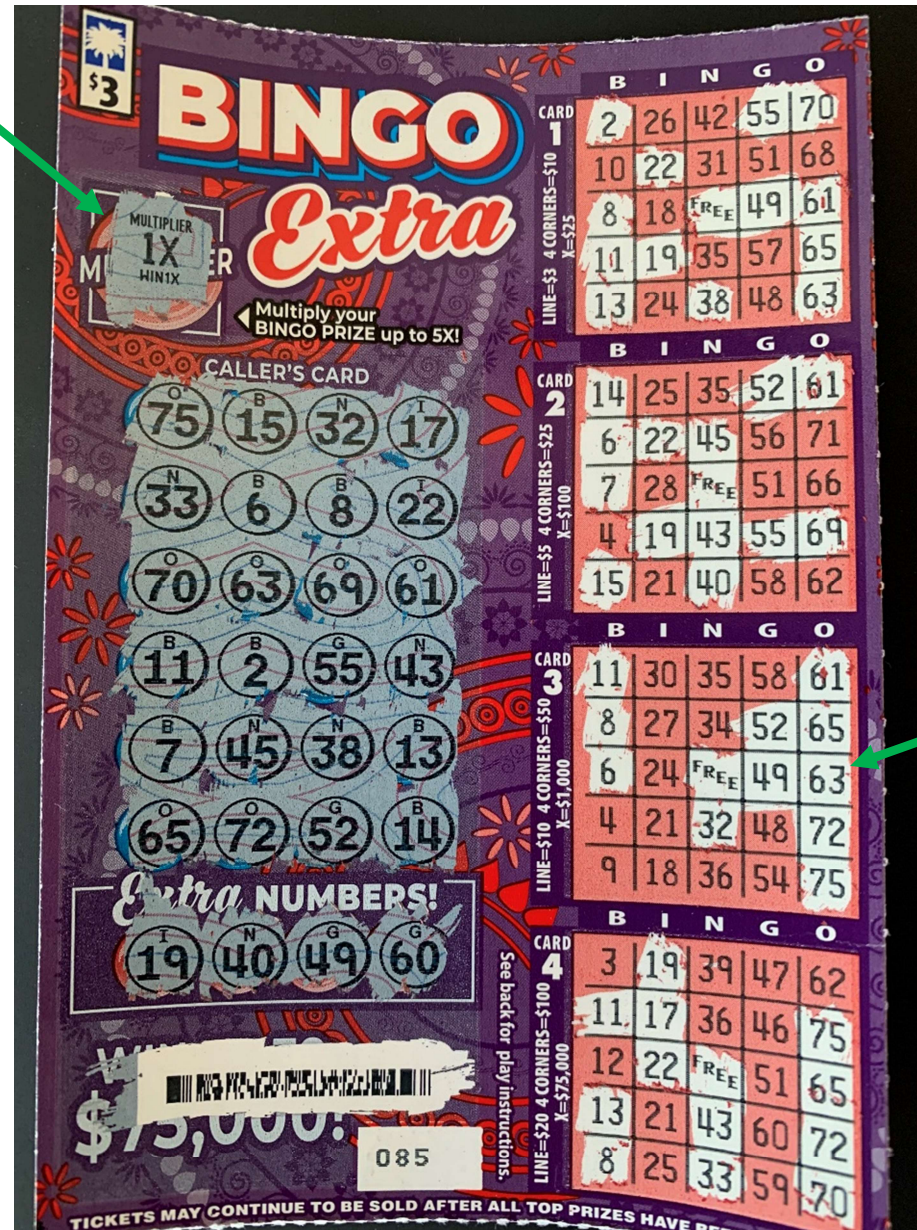 $3
BINGO
Extra
MULTIPLIER
1X
WIN1X
Multiply your
BINGO PRIZE up to 5X!
CALLER'S CARD
O B N I
75 15 32 17
N B B I
33 6 8 22
O O O O
70 63 69 61
B B G N
11 2 55 43
B N N B
7 45 38 13
O O G B
65 72 52 14
Extra NUMBERS!
I N G G
19 40 49 60
$75,000!
085
See back for play instructions.
B I N G O
CARD
1
LINE=$3 4 CORNERS=$10
X=$25
2 26 42 55 70
10 22 31 51 68
8 18 FREE 49 61
11 19 35 57 65
13 24 38 48 63
B I N G O
CARD
2
LINE=$5 4 CORNERS=$25
X=$100
14 25 35 52 61
6 22 45 56 71
7 28 FREE 51 66
4 19 43 55 69
15 21 40 58 62
B I N G O
CARD
3
LINE=$10 4 CORNERS=$50
X=$1,000
11 30 35 58 61
8 27 34 52 65
6 24 FREE 49 63
4 21 32 48 72
9 18 36 54 75
B I N G O
CARD
4
LINE=$20 4 CORNERS=$100
X=$75,000
3 19 39 47 62
11 17 36 46 75
12 22 FREE 51 65
13 21 43 60 72
8 25 33 59 70
TICKETS MAY CONTINUE TO BE SOLD AFTER ALL TOP PRIZES HAVE